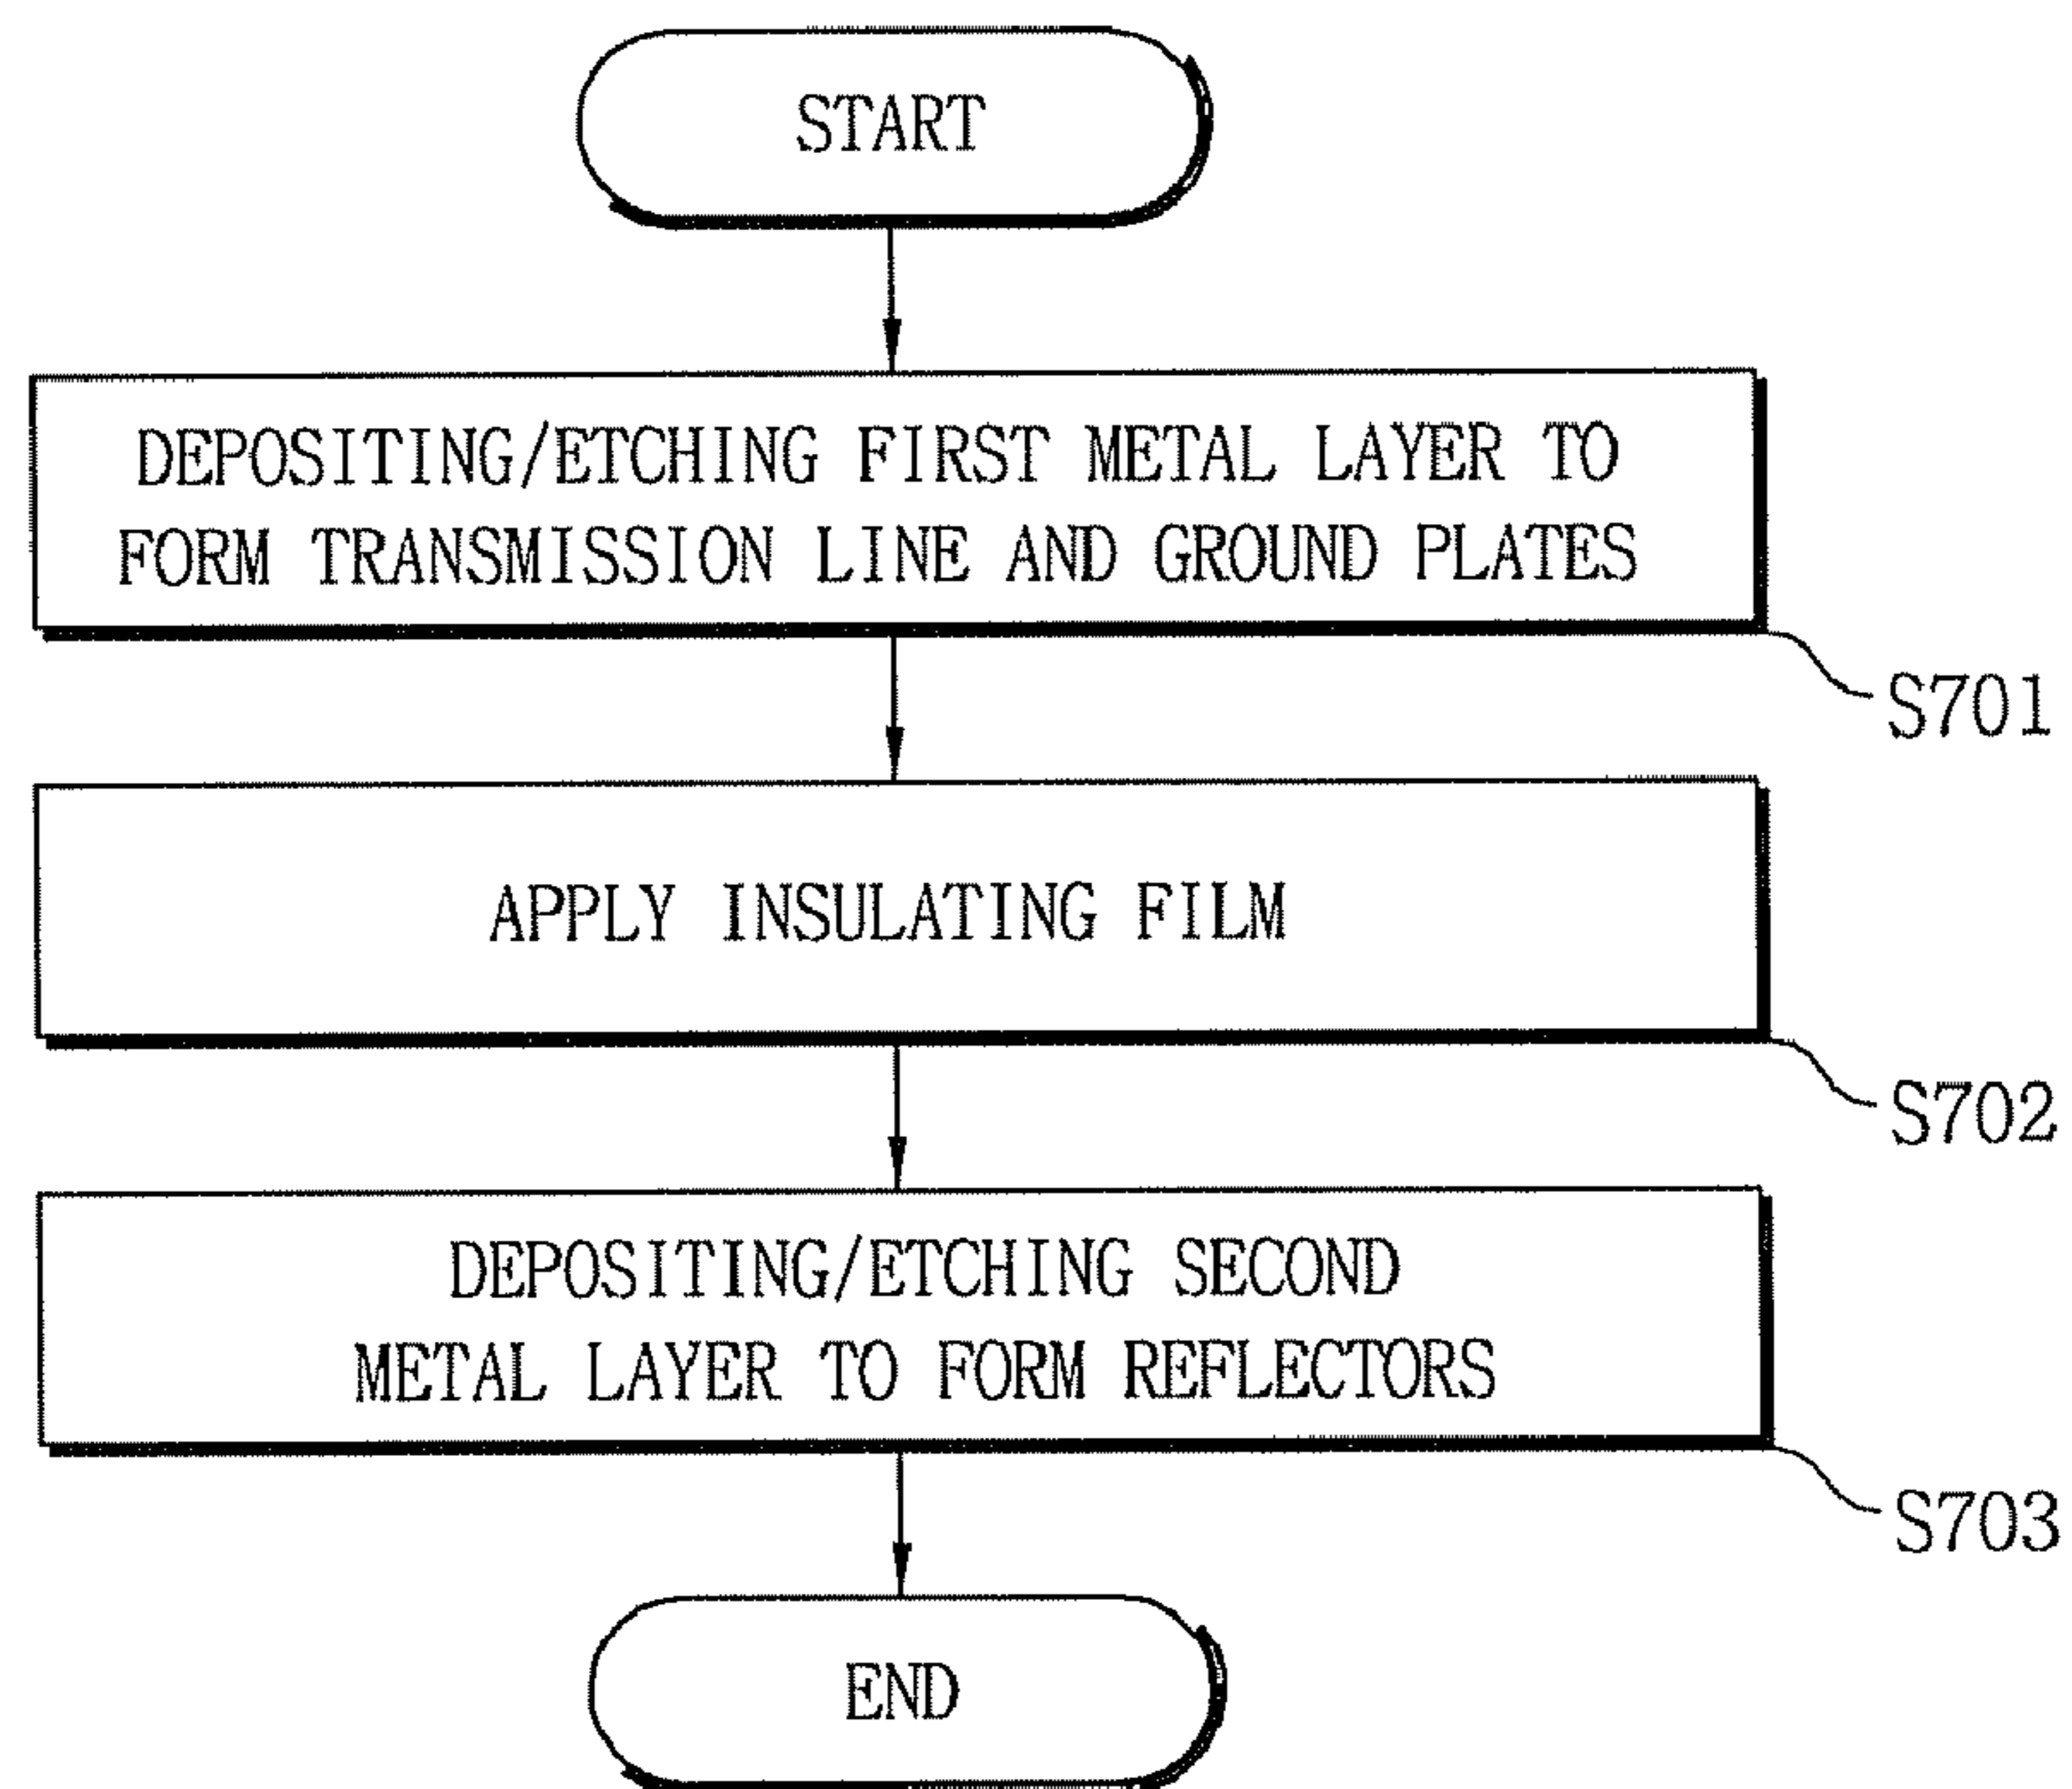 START
DEPOSITING/ETCHING FIRST METAL LAYER TO
FORM TRANSMISSION LINE AND GROUND PLATES
S701
APPLY INSULATING FILM
S702
DEPOSITING/ETCHING SECOND
METAL LAYER TO FORM REFLECTORS
S703
END